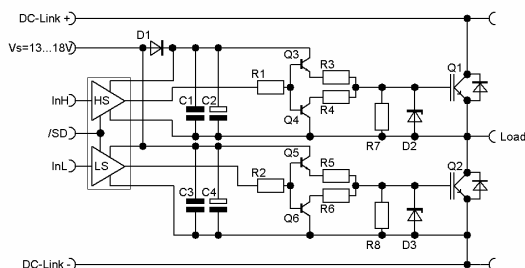 DC-Link +
Vs=13...18V
D1
Q3
R3
Q1
R1
InH
HS
C1
C2
R4
Q4
/SD
R7
D2
Load
InL
LS
Q5
R5
Q2
R2
C3
C4
R6
Q6
R8
D3
DC-Link -